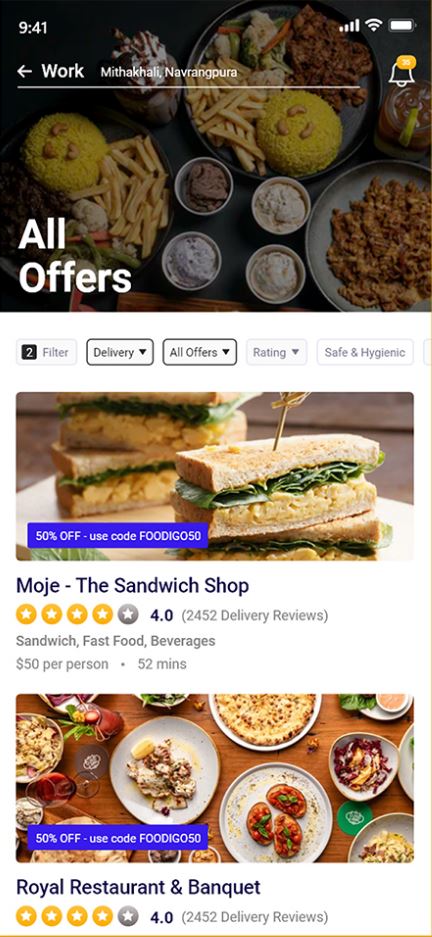 9:41
Work Mithakhali, Navrangpura
35
All
Offers
2 Filter Delivery All Offers Rating Safe & Hygienic
50% OFF - use code FOODIGO50
Moje - The Sandwich Shop
4.0 (2452 Delivery Reviews)
Sandwich, Fast Food, Beverages
$50 per person • 52 mins
50% OFF - use code FOODIGO50
Royal Restaurant & Banquet
4.0 (2452 Delivery Reviews)